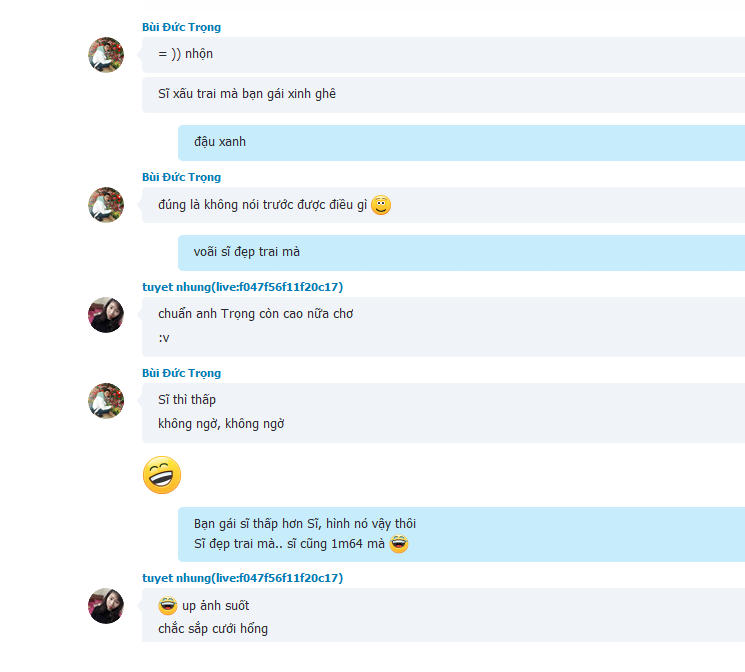 Bùi Đức Trọng
= )) nhộn
Sĩ xấu trai mà bạn gái xinh ghê
đậu xanh
Bùi Đức Trọng
đúng là không nói trước được điều gì
voãi sĩ đẹp trai mà
tuyet nhung(live:f047f56f11f20c17)
chuẩn anh Trọng còn cao nữa chơ
:v
Bùi Đức Trọng
Sĩ thì thấp
không ngờ, không ngờ
Bạn gái sĩ thấp hơn Sĩ, hình nó vậy thôi
Sĩ đẹp trai mà.. sĩ cũng 1m64 mà
tuyet nhung(live:f047f56f11f20c17)
up ảnh suốt
chắc sắp cưới hổng